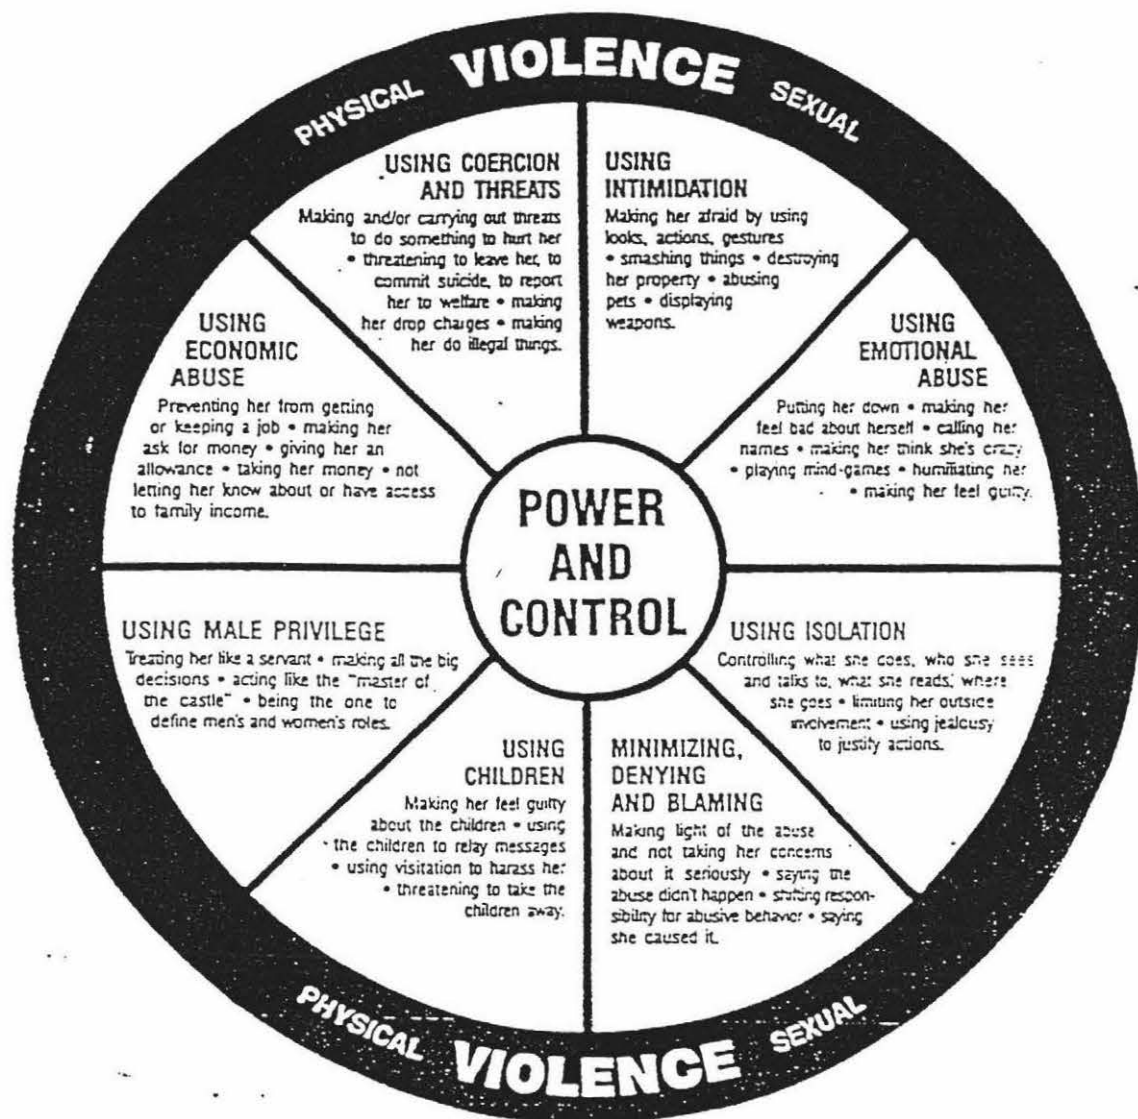 PHYSICAL VIOLENCE SEXUAL
USING COERCION
AND THREATS
Making and/or carrying out threats
to do something to hurt her
• threatening to leave her, to
commit suicide, to report
her to welfare • making
her drop charges • making
her do illegal things.
USING
INTIMIDATION
Making her afraid by using
looks, actions, gestures
• smashing things • destroying
her property • abusing
pets • displaying
weapons.
USING
ECONOMIC
ABUSE
Preventing her from getting
or keeping a job • making her
ask for money • giving her an
allowance • taking her money • not
letting her know about or have access
to family income.
USING
EMOTIONAL
ABUSE
Putting her down • making her
feel bad about herself • calling her
names • making her think she's crazy
• playing mind-games • humiliating her
• making her feel guilty.
POWER
AND
CONTROL
USING MALE PRIVILEGE
Treating her like a servant • making all the big
decisions • acting like the "master of
the castle" • being the one to
define men's and women's roles.
USING ISOLATION
Controlling what she does, who she sees
and talks to, what she reads, where
she goes • limiting her outside
involvement • using jealousy
to justify actions.
USING
CHILDREN
Making her feel guilty
about the children • using
the children to relay messages
• using visitation to harass her
• threatening to take the
children away.
MINIMIZING,
DENYING
AND BLAMING
Making light of the abuse
and not taking her concerns
about it seriously • saying the
abuse didn't happen • shifting respon-
sibility for abusive behavior • saying
she caused it.
PHYSICAL VIOLENCE SEXUAL